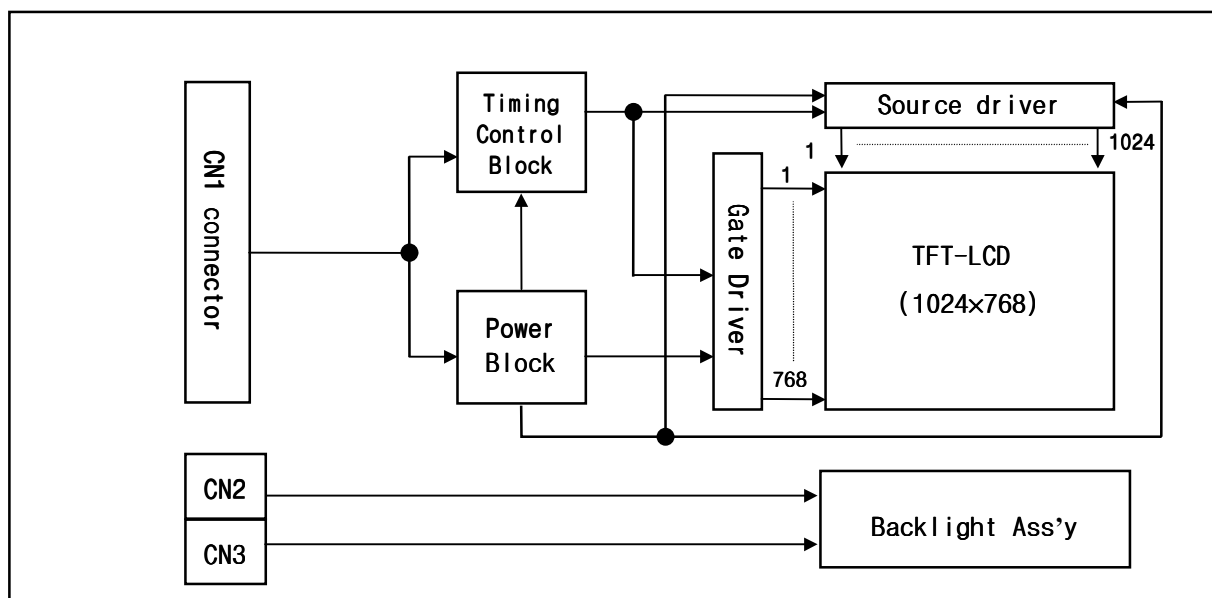 CN1 connector
Timing
Control
Block
Power
Block
Source driver
1
1024
1
Gate Driver
768
TFT-LCD
(1024×768)
CN2
CN3
Backlight Ass’y